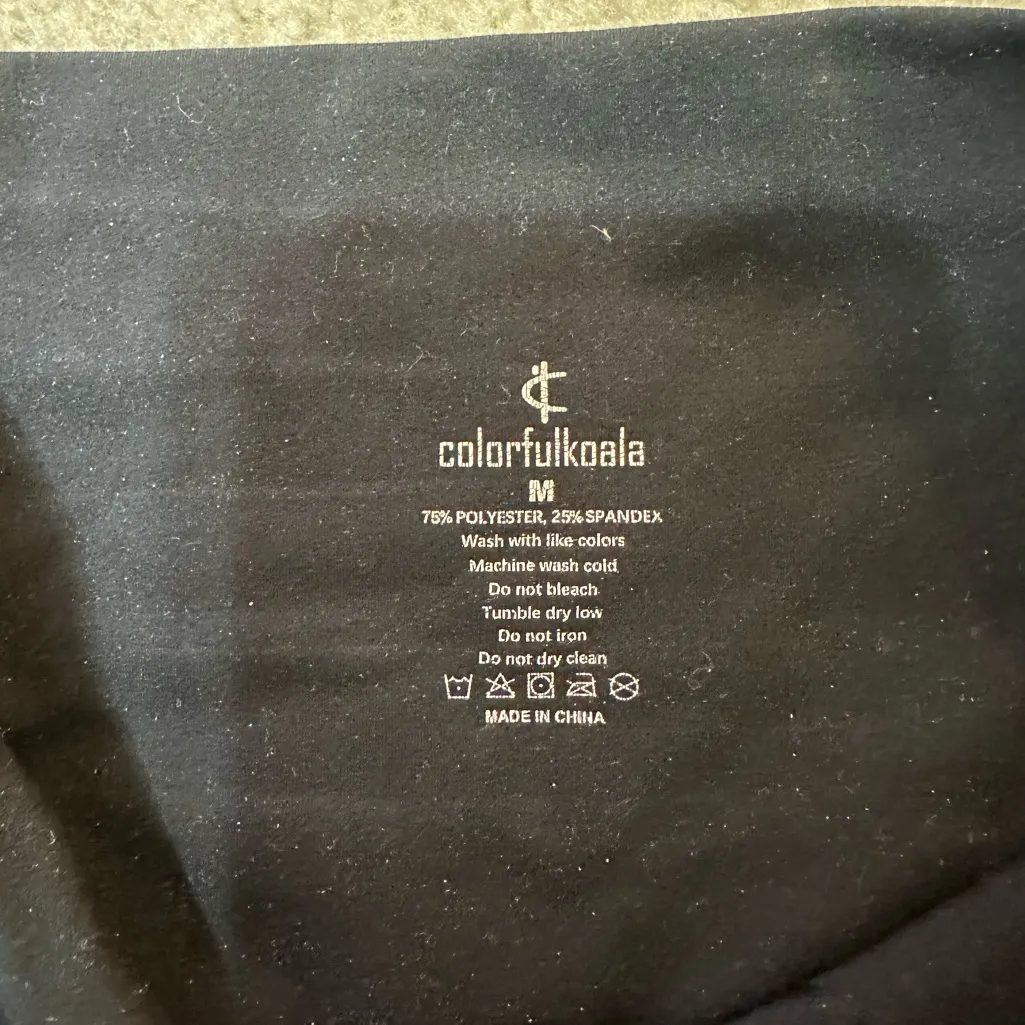 colorfulkoala
M
75% POLYESTER, 25% SPANDEX
Wash with like colors
Machine wash cold
Do not bleach
Tumble dry low
Do not iron
Do not dry clean
MADE IN CHINA